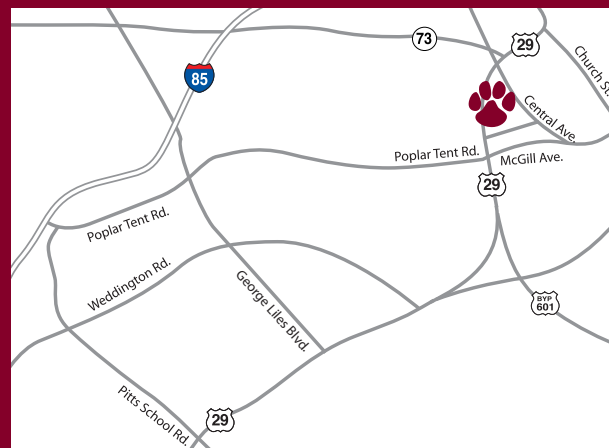 73
29
Church St.
85
Central Ave.
Poplar Tent Rd.
McGill Ave.
29
Poplar Tent Rd.
Weddington Rd.
George Liles Blvd.
BYP
601
Pitts School Rd.
29